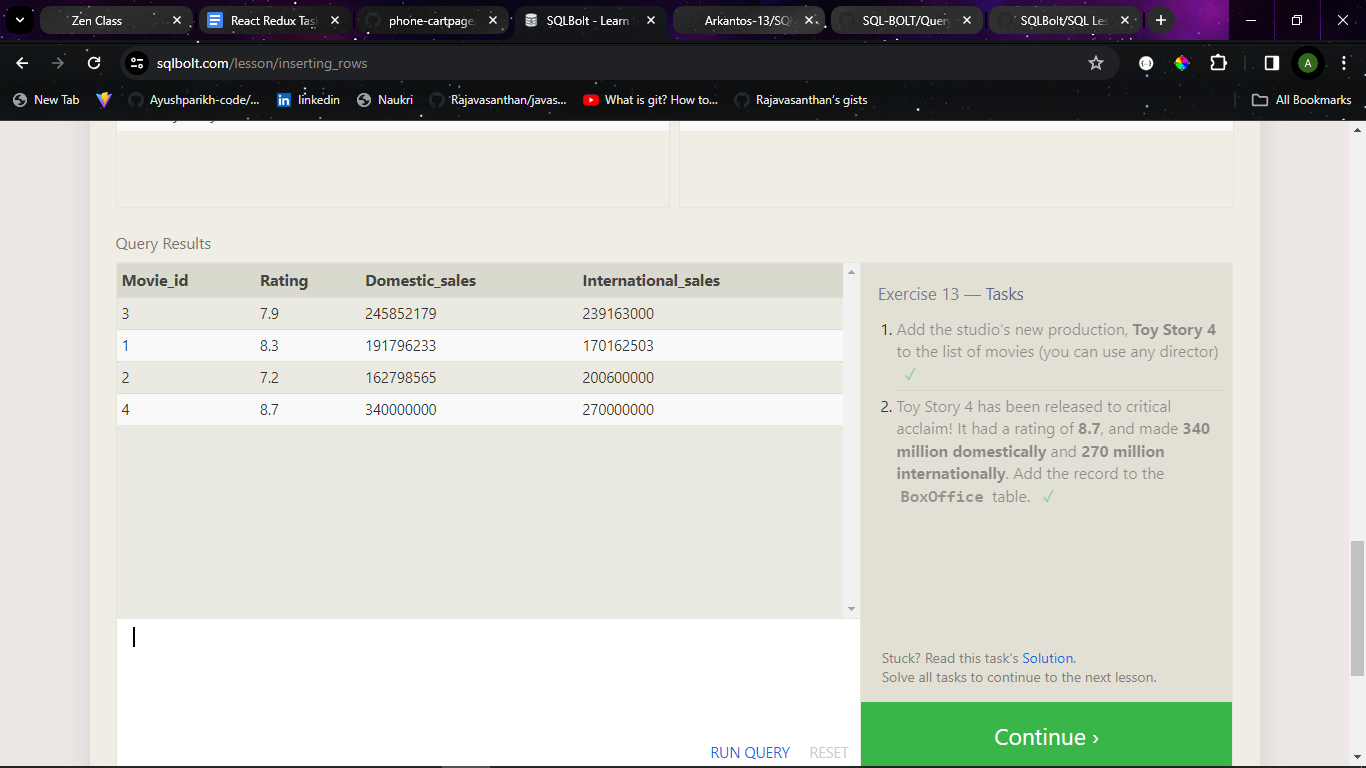 Zen Class
React Redux Tas
phone-cartpage
SQLBolt - Learn
Arkantos-13/SQ
SQL-BOLT/Quer
SQLBolt/SQL Les
sqlbolt.com/lesson/inserting_rows
A
New Tab
Ayushparikh-code/...
linkedin
Naukri
Rajavasanthan/javas...
What is git? How to...
Rajavasanthan's gists
All Bookmarks
Query Results
Movie_id Rating Domestic_sales International_sales
3 7.9 245852179 239163000
1 8.3 191796233 170162503
2 7.2 162798565 200600000
4 8.7 340000000 270000000
Exercise 13 — Tasks
1. Add the studio's new production, Toy Story 4
to the list of movies (you can use any director)
✓
2. Toy Story 4 has been released to critical
acclaim! It had a rating of 8.7, and made 340
million domestically and 270 million
internationally. Add the record to the
BoxOffice table. ✓
Stuck? Read this task's Solution.
Solve all tasks to continue to the next lesson.
RUN QUERY RESET
Continue ›